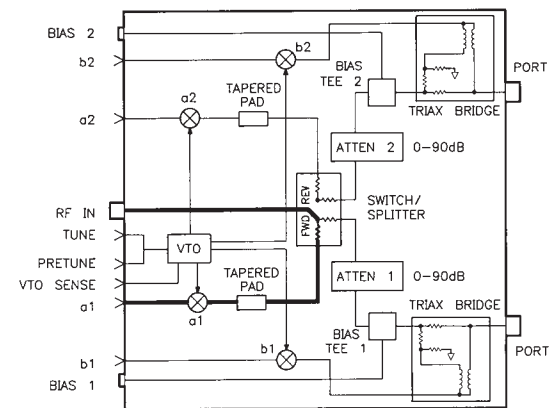 BIAS 2
b2
b2
BIAS
TEE 2
PORT
TAPERED
PAD
a2
a2
TRIAX BRIDGE
ATTEN 2
0-90dB
REV
SWITCH/
SPLITTER
RF IN
FWD
TUNE
VTO
PRETUNE
VTO SENSE
TAPERED
PAD
ATTEN 1
0-90dB
a1
a1
TRIAX BRIDGE
BIAS
TEE 1
b1
b1
PORT
BIAS 1